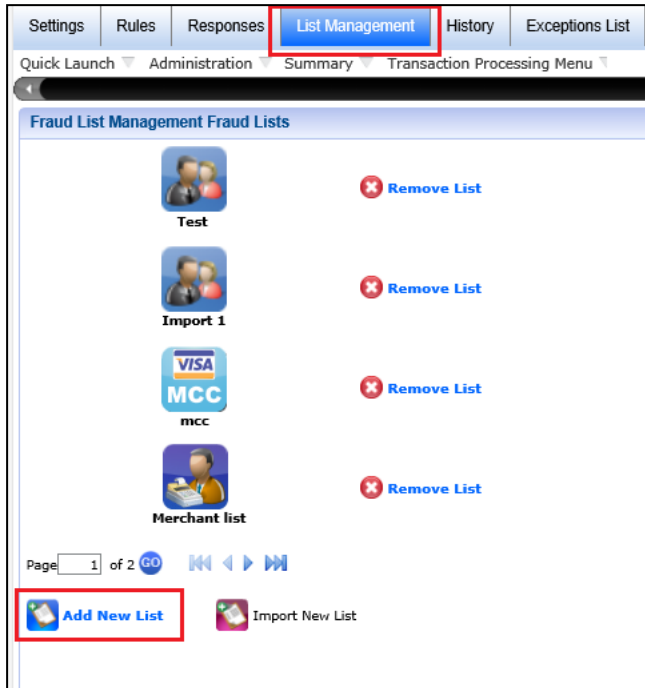 Settings Rules Responses List Management History Exceptions List
Quick Launch Administration Summary Transaction Processing Menu
Fraud List Management Fraud Lists
Remove List
Test
Remove List
Import 1
VISA
MCC
Remove List
mcc
Remove List
Merchant list
Page 1 of 2 GO
Add New List Import New List